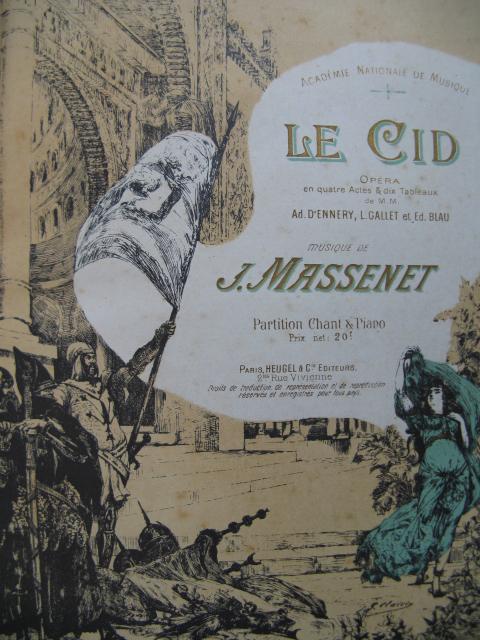 ACADÉMIE NATIONALE DE MUSIQUE
LE CID
OPÉRA
en quatre Actes & dix Tableaux
de M.M.
AD. D'ENNERY, L. GALLET et ED. BLAU
MUSIQUE DE
J. MASSENET
Partition Chant & Piano
Prix net: 20f
PARIS, HEUGEL & Cie EDITEURS.
2bis Rue Vivienne
Droits de traduction, de représentation et de reproduction
réservés et enregistrés pour tous pays.